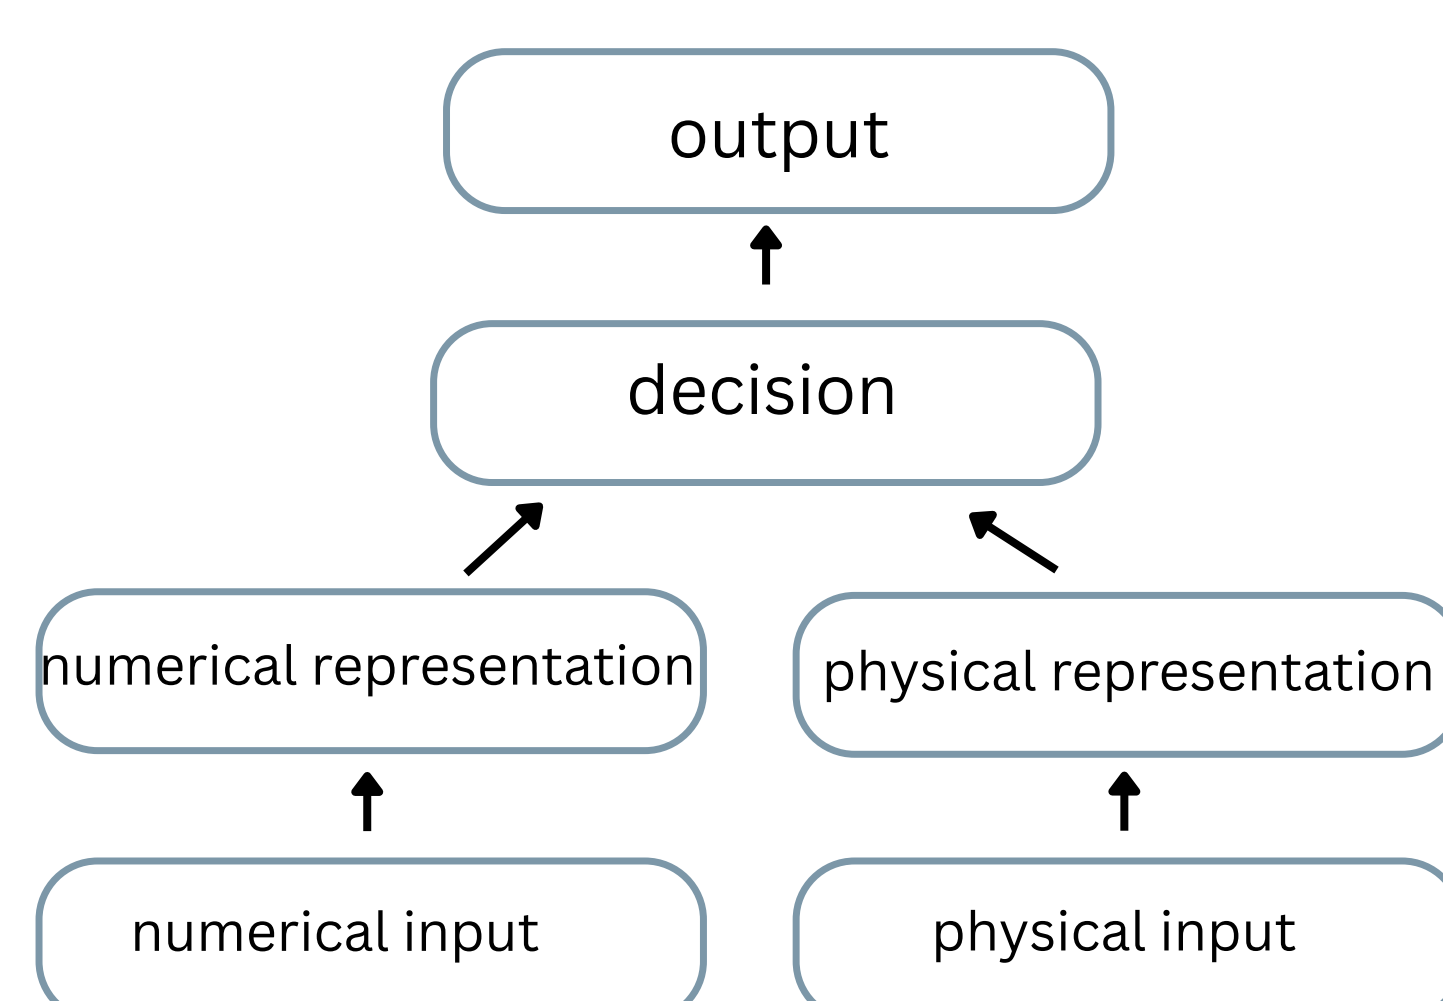 output
decision
numerical representation
physical representation
numerical input
physical input